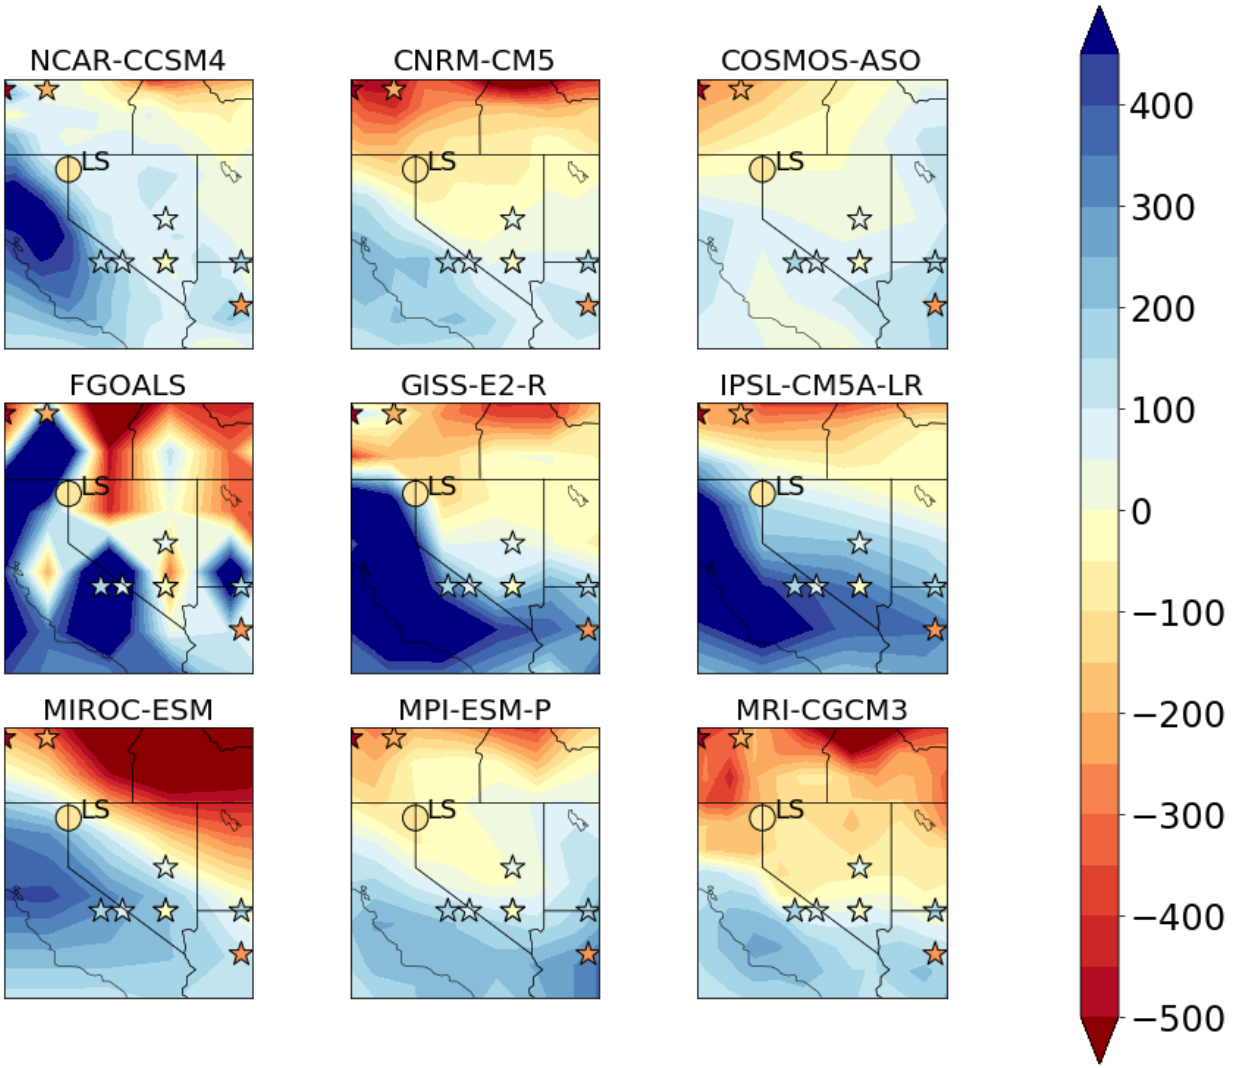 NCAR-CCSM4 CNRM-CM5 COSMOS-ASO
LS LS LS
FGOALS GISS-E2-R IPSL-CM5A-LR
LS LS LS
MIROC-ESM MPI-ESM-P MRI-CGCM3
LS LS LS
400
300
200
100
0
−100
−200
−300
−400
−500